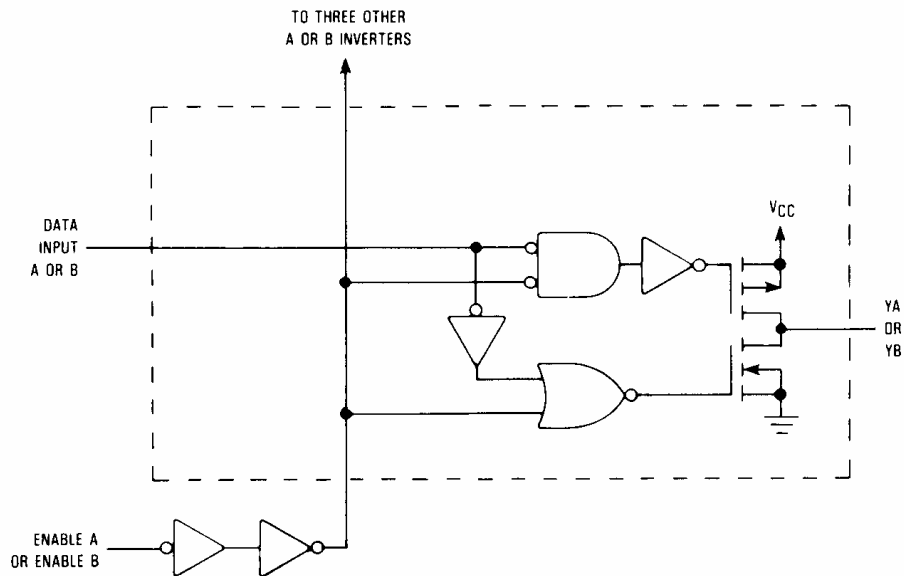 TO THREE OTHER
A OR B INVERTERS
DATA
INPUT
A OR B
VCC
YA
OR
YB
ENABLE A
OR ENABLE B